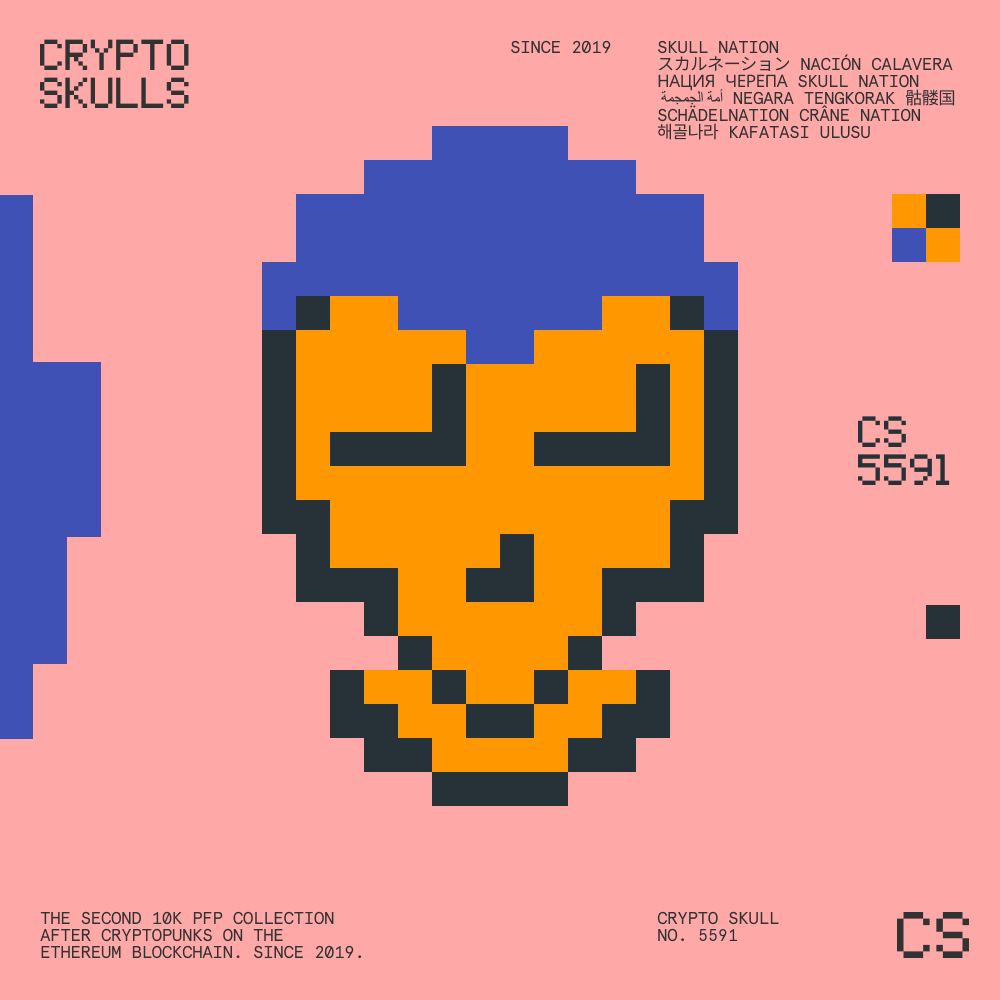 CRYPTO
SKULLS
SINCE 2019
SKULL NATION
スカルネーション NACIÓN CALAVERA
НАЦИЯ ЧЕРЕПА SKULL NATION
أمة الجمجمة NEGARA TENGKORAK 骷髅国
SCHÄDELNATION CRÂNE NATION
해골나라 KAFATASI ULUSU
CS
5591
THE SECOND 10K PFP COLLECTION
AFTER CRYPTOPUNKS ON THE
ETHEREUM BLOCKCHAIN. SINCE 2019.
CRYPTO SKULL
NO. 5591
CS